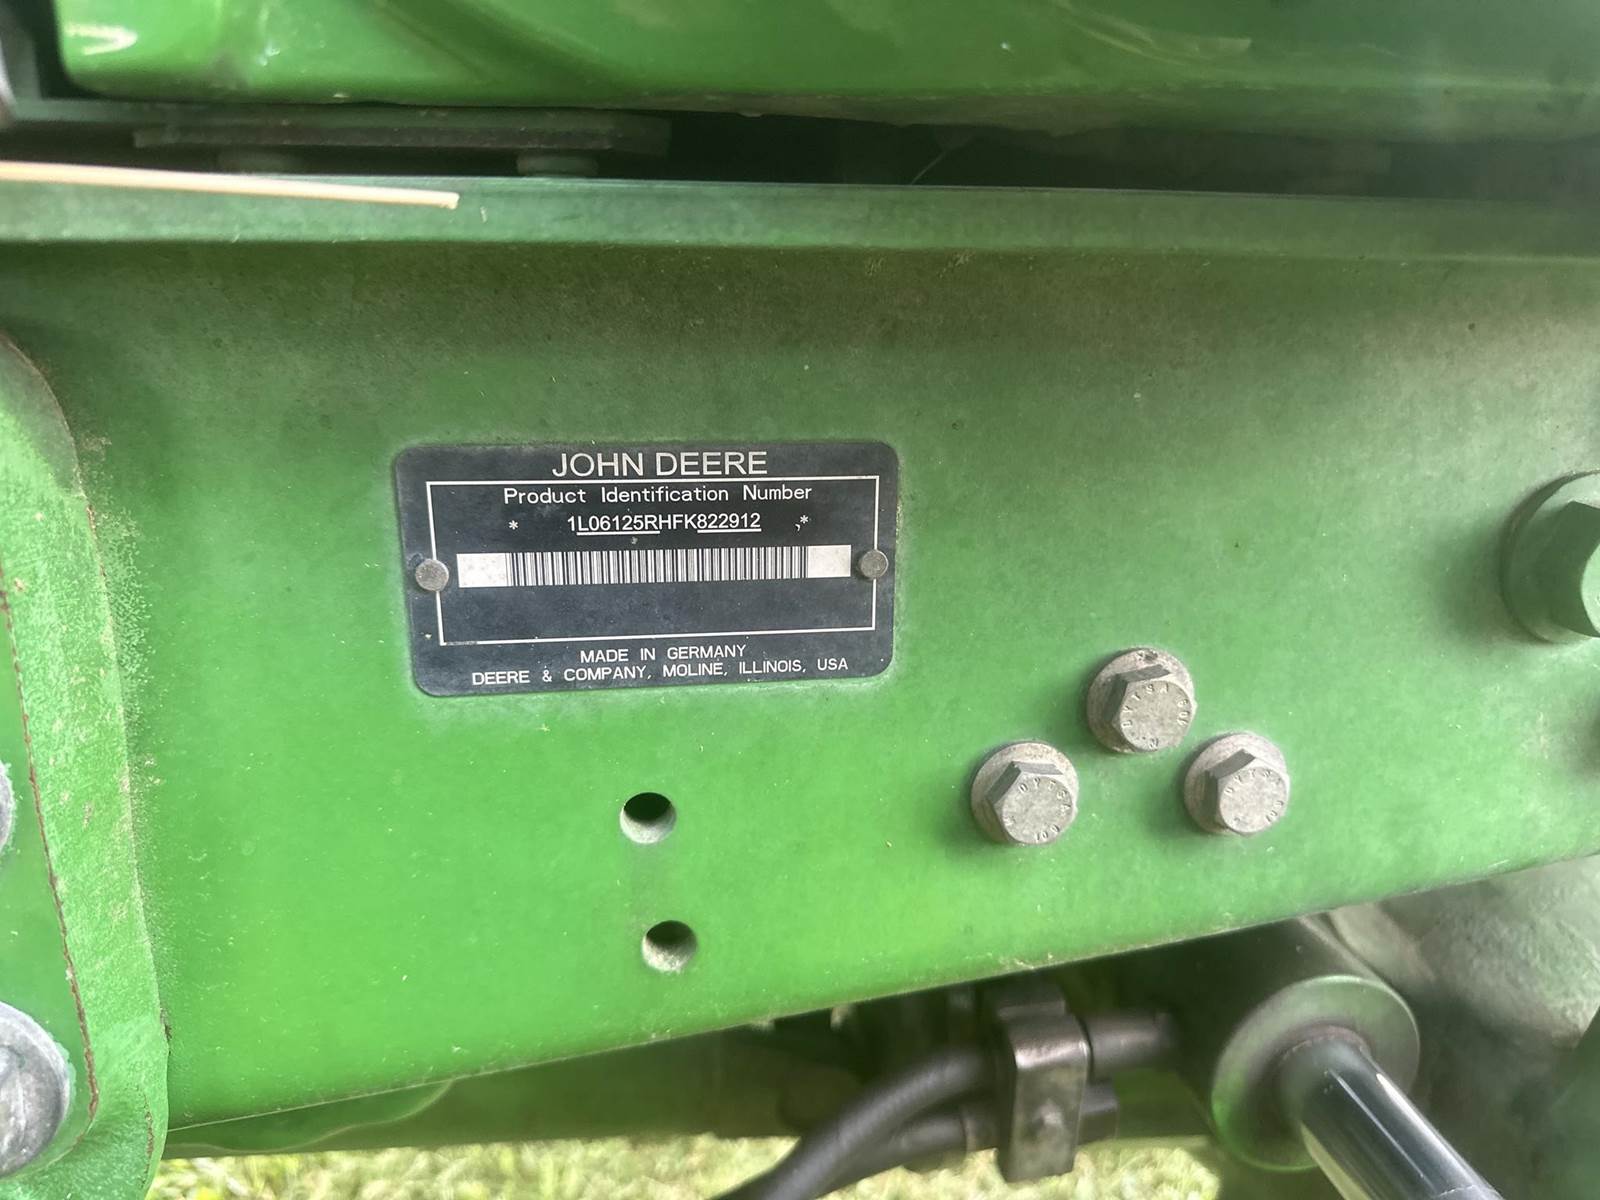 JOHN DEERE
Product Identification Number
* 1L06125RHFK822912 *
MADE IN GERMANY
DEERE & COMPANY, MOLINE, ILLINOIS, USA